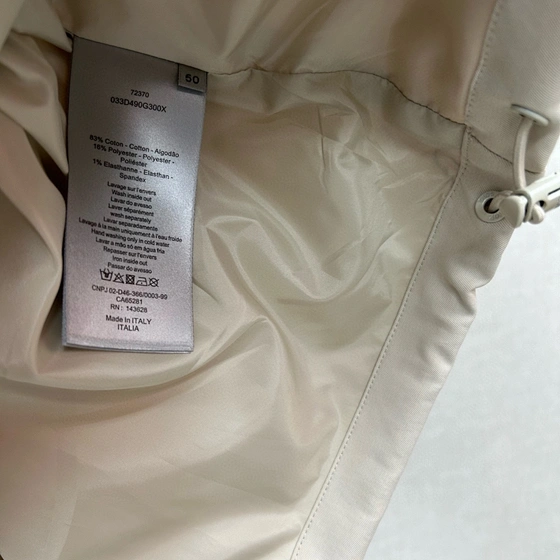 50
72370
033D490G300X
83% Coton - Cotton - Algodão
16% Polyester - Polyester -
Poliéster
1% Elasthanne - Elasthan -
Spandex
Lavage sur l'envers
Wash inside out
Lavar do avesso
Laver séparément
wash separately
Lavar separadamente
Lavage à la main uniquement à l'eau froide
Hand washing only in cold water
Lavar a mão só em água fria
Repasser sur l'envers
Iron inside out
Passar do avesso
CNPJ 02-D46-366/0003-99
CA65281
RN : 143628
Made In ITALY
ITALIA